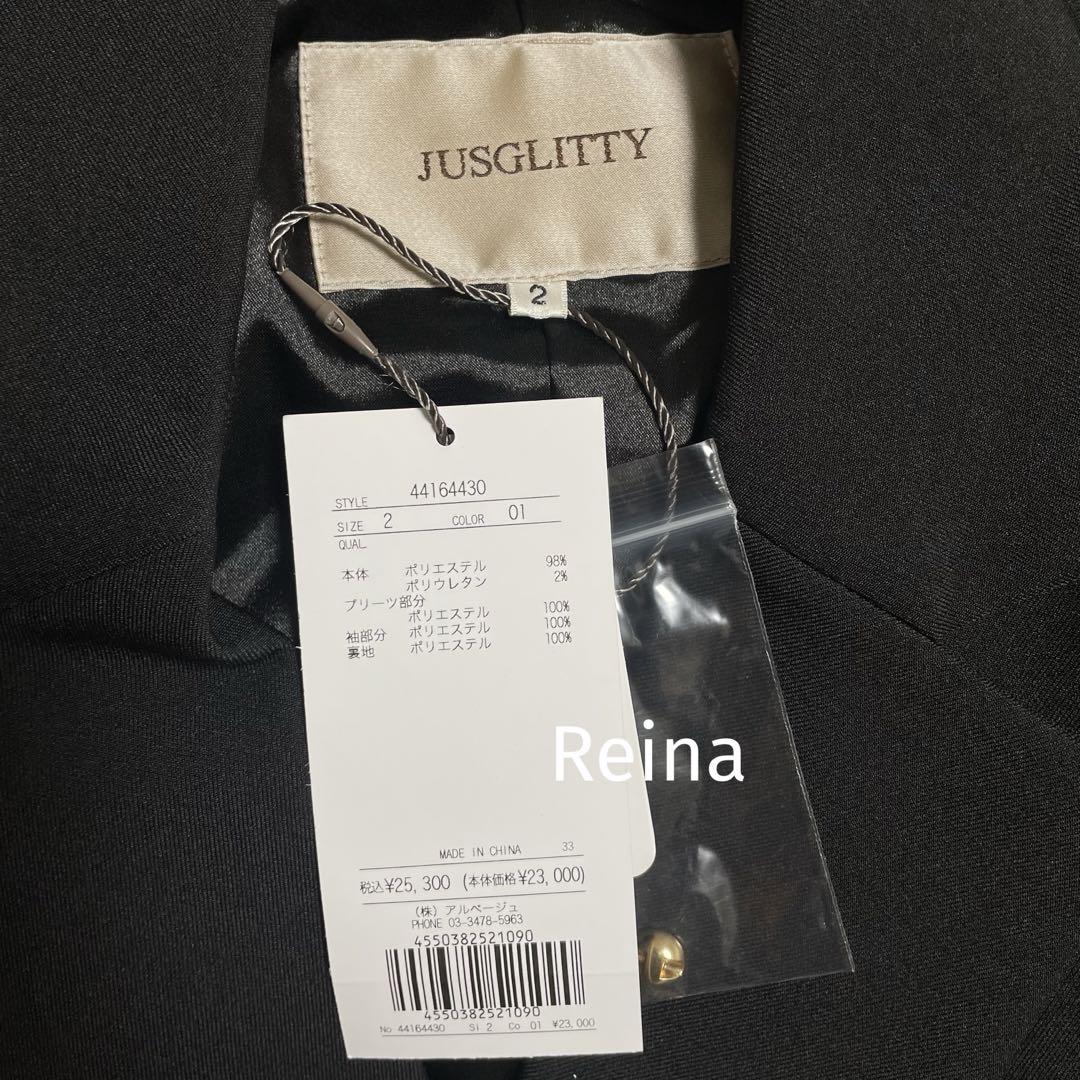 JUSGLITTY
2
STYLE 44164430
SIZE 2 COLOR 01
QUAL.
本体 ポリエステル 98%
ポリウレタン 2%
プリーツ部分
ポリエステル 100%
袖部分 ポリエステル 100%
裏地 ポリエステル 100%
Reina
MADE IN CHINA 33
税込¥25,300 (本体価格¥23,000)
(株) アルページュ
PHONE 03-3478-5963
4550382521090
4550382521090
No 44164430 Si 2 Co 01 ¥23,000